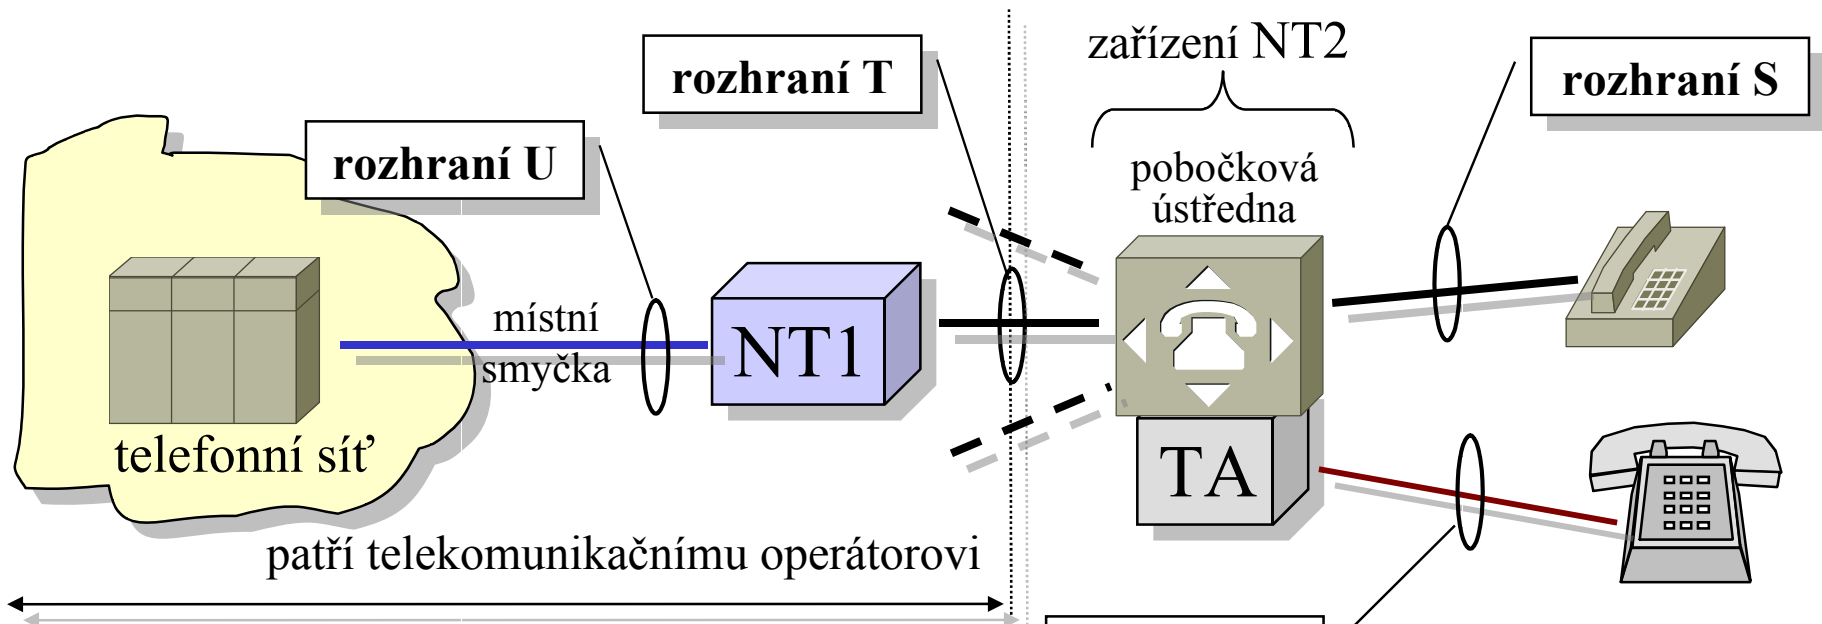 zařízení NT2
rozhraní T
rozhraní S
rozhraní U
pobočková
ústředna
místní
smyčka
NT1
telefonní síť
TA
patří telekomunikačnímu operátorovi